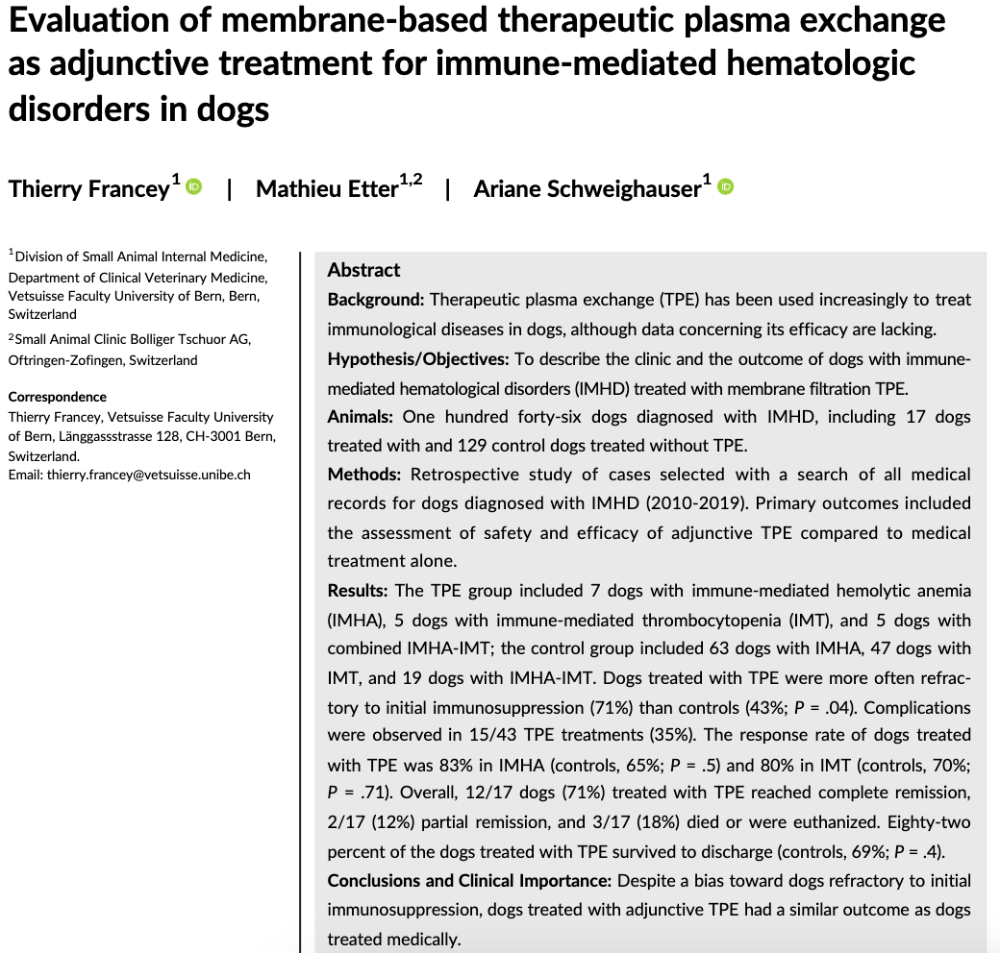 Evaluation of membrane-based therapeutic plasma exchange
as adjunctive treatment for immune-mediated hematologic
disorders in dogs
Thierry Francey1 iD | Mathieu Etter1,2 | Ariane Schweighauser1 iD
1Division of Small Animal Internal Medicine,
Department of Clinical Veterinary Medicine,
Vetsuisse Faculty University of Bern, Bern,
Switzerland
2Small Animal Clinic Bolliger Tschuor AG,
Oftringen-Zofingen, Switzerland
Correspondence
Thierry Francey, Vetsuisse Faculty University
of Bern, Länggassstrasse 128, CH-3001 Bern,
Switzerland.
Email: thierry.francey@vetsuisse.unibe.ch
Abstract
Background: Therapeutic plasma exchange (TPE) has been used increasingly to treat
immunological diseases in dogs, although data concerning its efficacy are lacking.
Hypothesis/Objectives: To describe the clinic and the outcome of dogs with immune-
mediated hematological disorders (IMHD) treated with membrane filtration TPE.
Animals: One hundred forty-six dogs diagnosed with IMHD, including 17 dogs
treated with and 129 control dogs treated without TPE.
Methods: Retrospective study of cases selected with a search of all medical
records for dogs diagnosed with IMHD (2010-2019). Primary outcomes included
the assessment of safety and efficacy of adjunctive TPE compared to medical
treatment alone.
Results: The TPE group included 7 dogs with immune-mediated hemolytic anemia
(IMHA), 5 dogs with immune-mediated thrombocytopenia (IMT), and 5 dogs with
combined IMHA-IMT; the control group included 63 dogs with IMHA, 47 dogs with
IMT, and 19 dogs with IMHA-IMT. Dogs treated with TPE were more often refrac-
tory to initial immunosuppression (71%) than controls (43%; P = .04). Complications
were observed in 15/43 TPE treatments (35%). The response rate of dogs treated
with TPE was 83% in IMHA (controls, 65%; P = .5) and 80% in IMT (controls, 70%;
P = .71). Overall, 12/17 dogs (71%) treated with TPE reached complete remission,
2/17 (12%) partial remission, and 3/17 (18%) died or were euthanized. Eighty-two
percent of the dogs treated with TPE survived to discharge (controls, 69%; P = .4).
Conclusions and Clinical Importance: Despite a bias toward dogs refractory to initial
immunosuppression, dogs treated with adjunctive TPE had a similar outcome as dogs
treated medically.